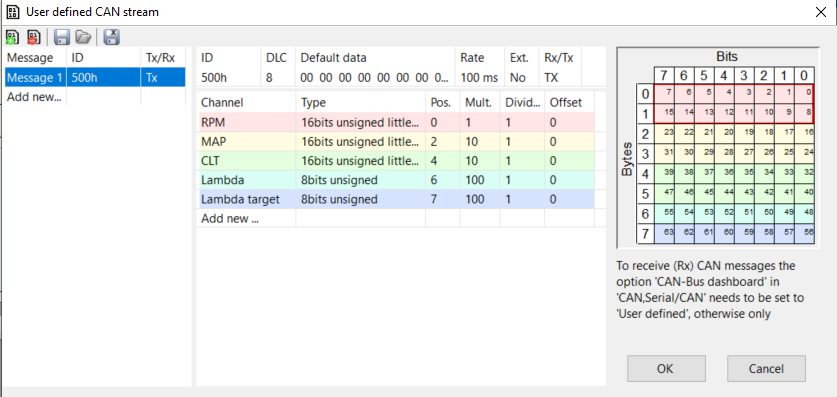 User defined CAN stream
Message ID Tx/Rx
Message 1 500h Tx
Add new...
ID DLC Default data Rate Ext. Rx/Tx
500h 8 00 00 00 00 00 00 0... 100 ms No TX
Channel Type Pos. Mult. Divid... Offset
RPM 16bits unsigned little... 0 1 1 0
MAP 16bits unsigned little... 2 10 1 0
CLT 16bits unsigned little... 4 10 1 0
Lambda 8bits unsigned 6 100 1 0
Lambda target 8bits unsigned 7 100 1 0
Add new ...
Bits
7 6 5 4 3 2 1 0
Bytes
0 7 6 5 4 3 2 1 0
1 15 14 13 12 11 10 9 8
2 23 22 21 20 19 18 17 16
3 31 30 29 28 27 26 25 24
4 39 38 37 36 35 34 33 32
5 47 46 45 44 43 42 41 40
6 55 54 53 52 51 50 49 48
7 63 62 61 60 59 58 57 56
To receive (Rx) CAN messages the
option 'CAN-Bus dashboard' in
'CAN,Serial/CAN' needs to be set to
'User defined', otherwise only
OK Cancel